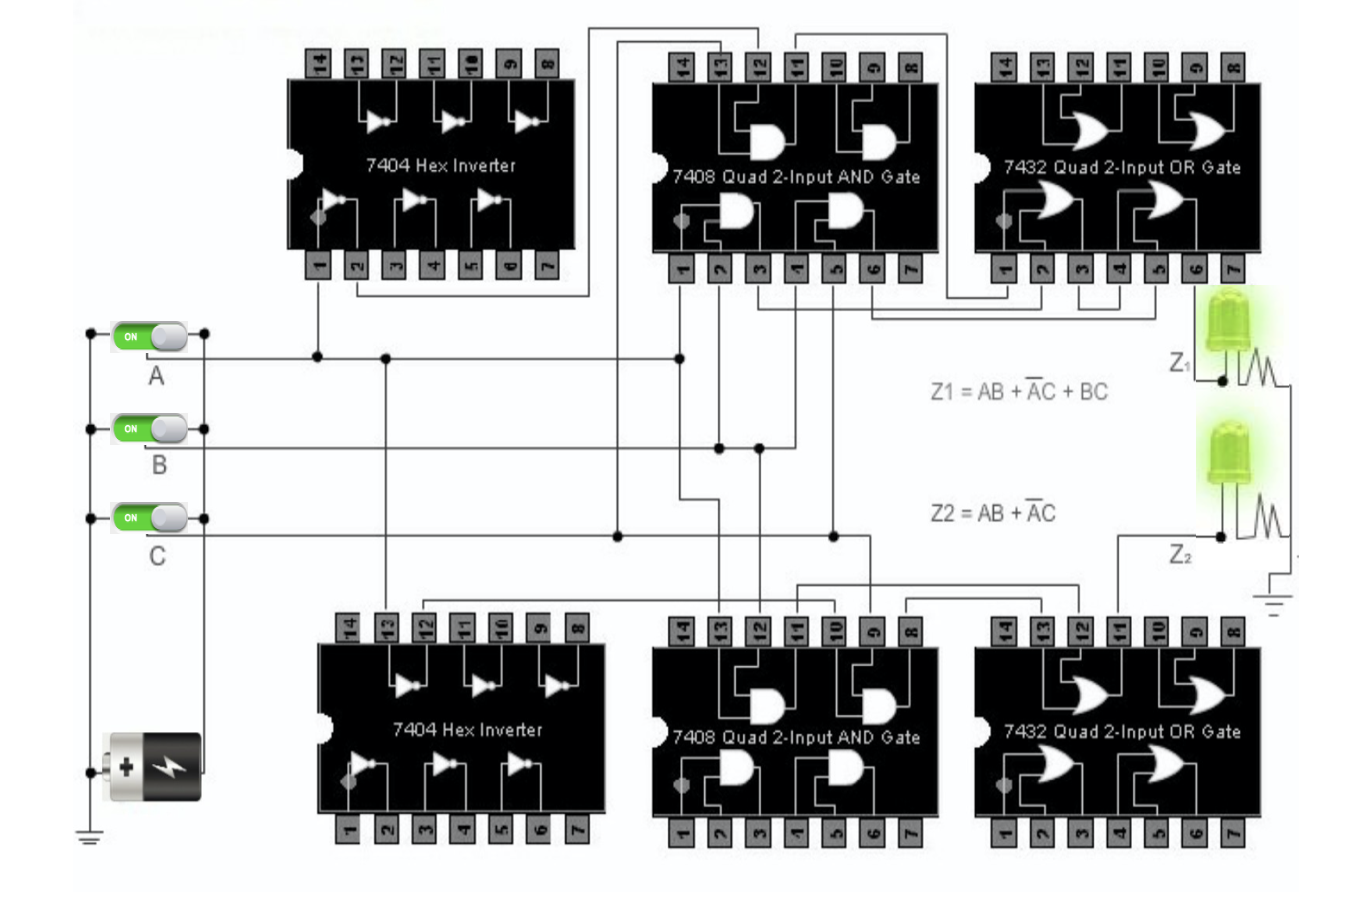 14 13 12 11 10 9 8
7404 Hex Inverter
1 2 3 4 5 6 7
14 13 12 11 10 9 8
7408 Quad 2-Input AND Gate
1 2 3 4 5 6 7
14 13 12 11 10 9 8
7432 Quad 2-Input OR Gate
1 2 3 4 5 6 7
ON
A
ON
B
ON
C
Z₁
Z1 = AB + A̅C + BC
Z2 = AB + A̅C
Z₂
+
14 13 12 11 10 9 8
7404 Hex Inverter
1 2 3 4 5 6 7
14 13 12 11 10 9 8
7408 Quad 2-Input AND Gate
1 2 3 4 5 6 7
14 13 12 11 10 9 8
7432 Quad 2-Input OR Gate
1 2 3 4 5 6 7